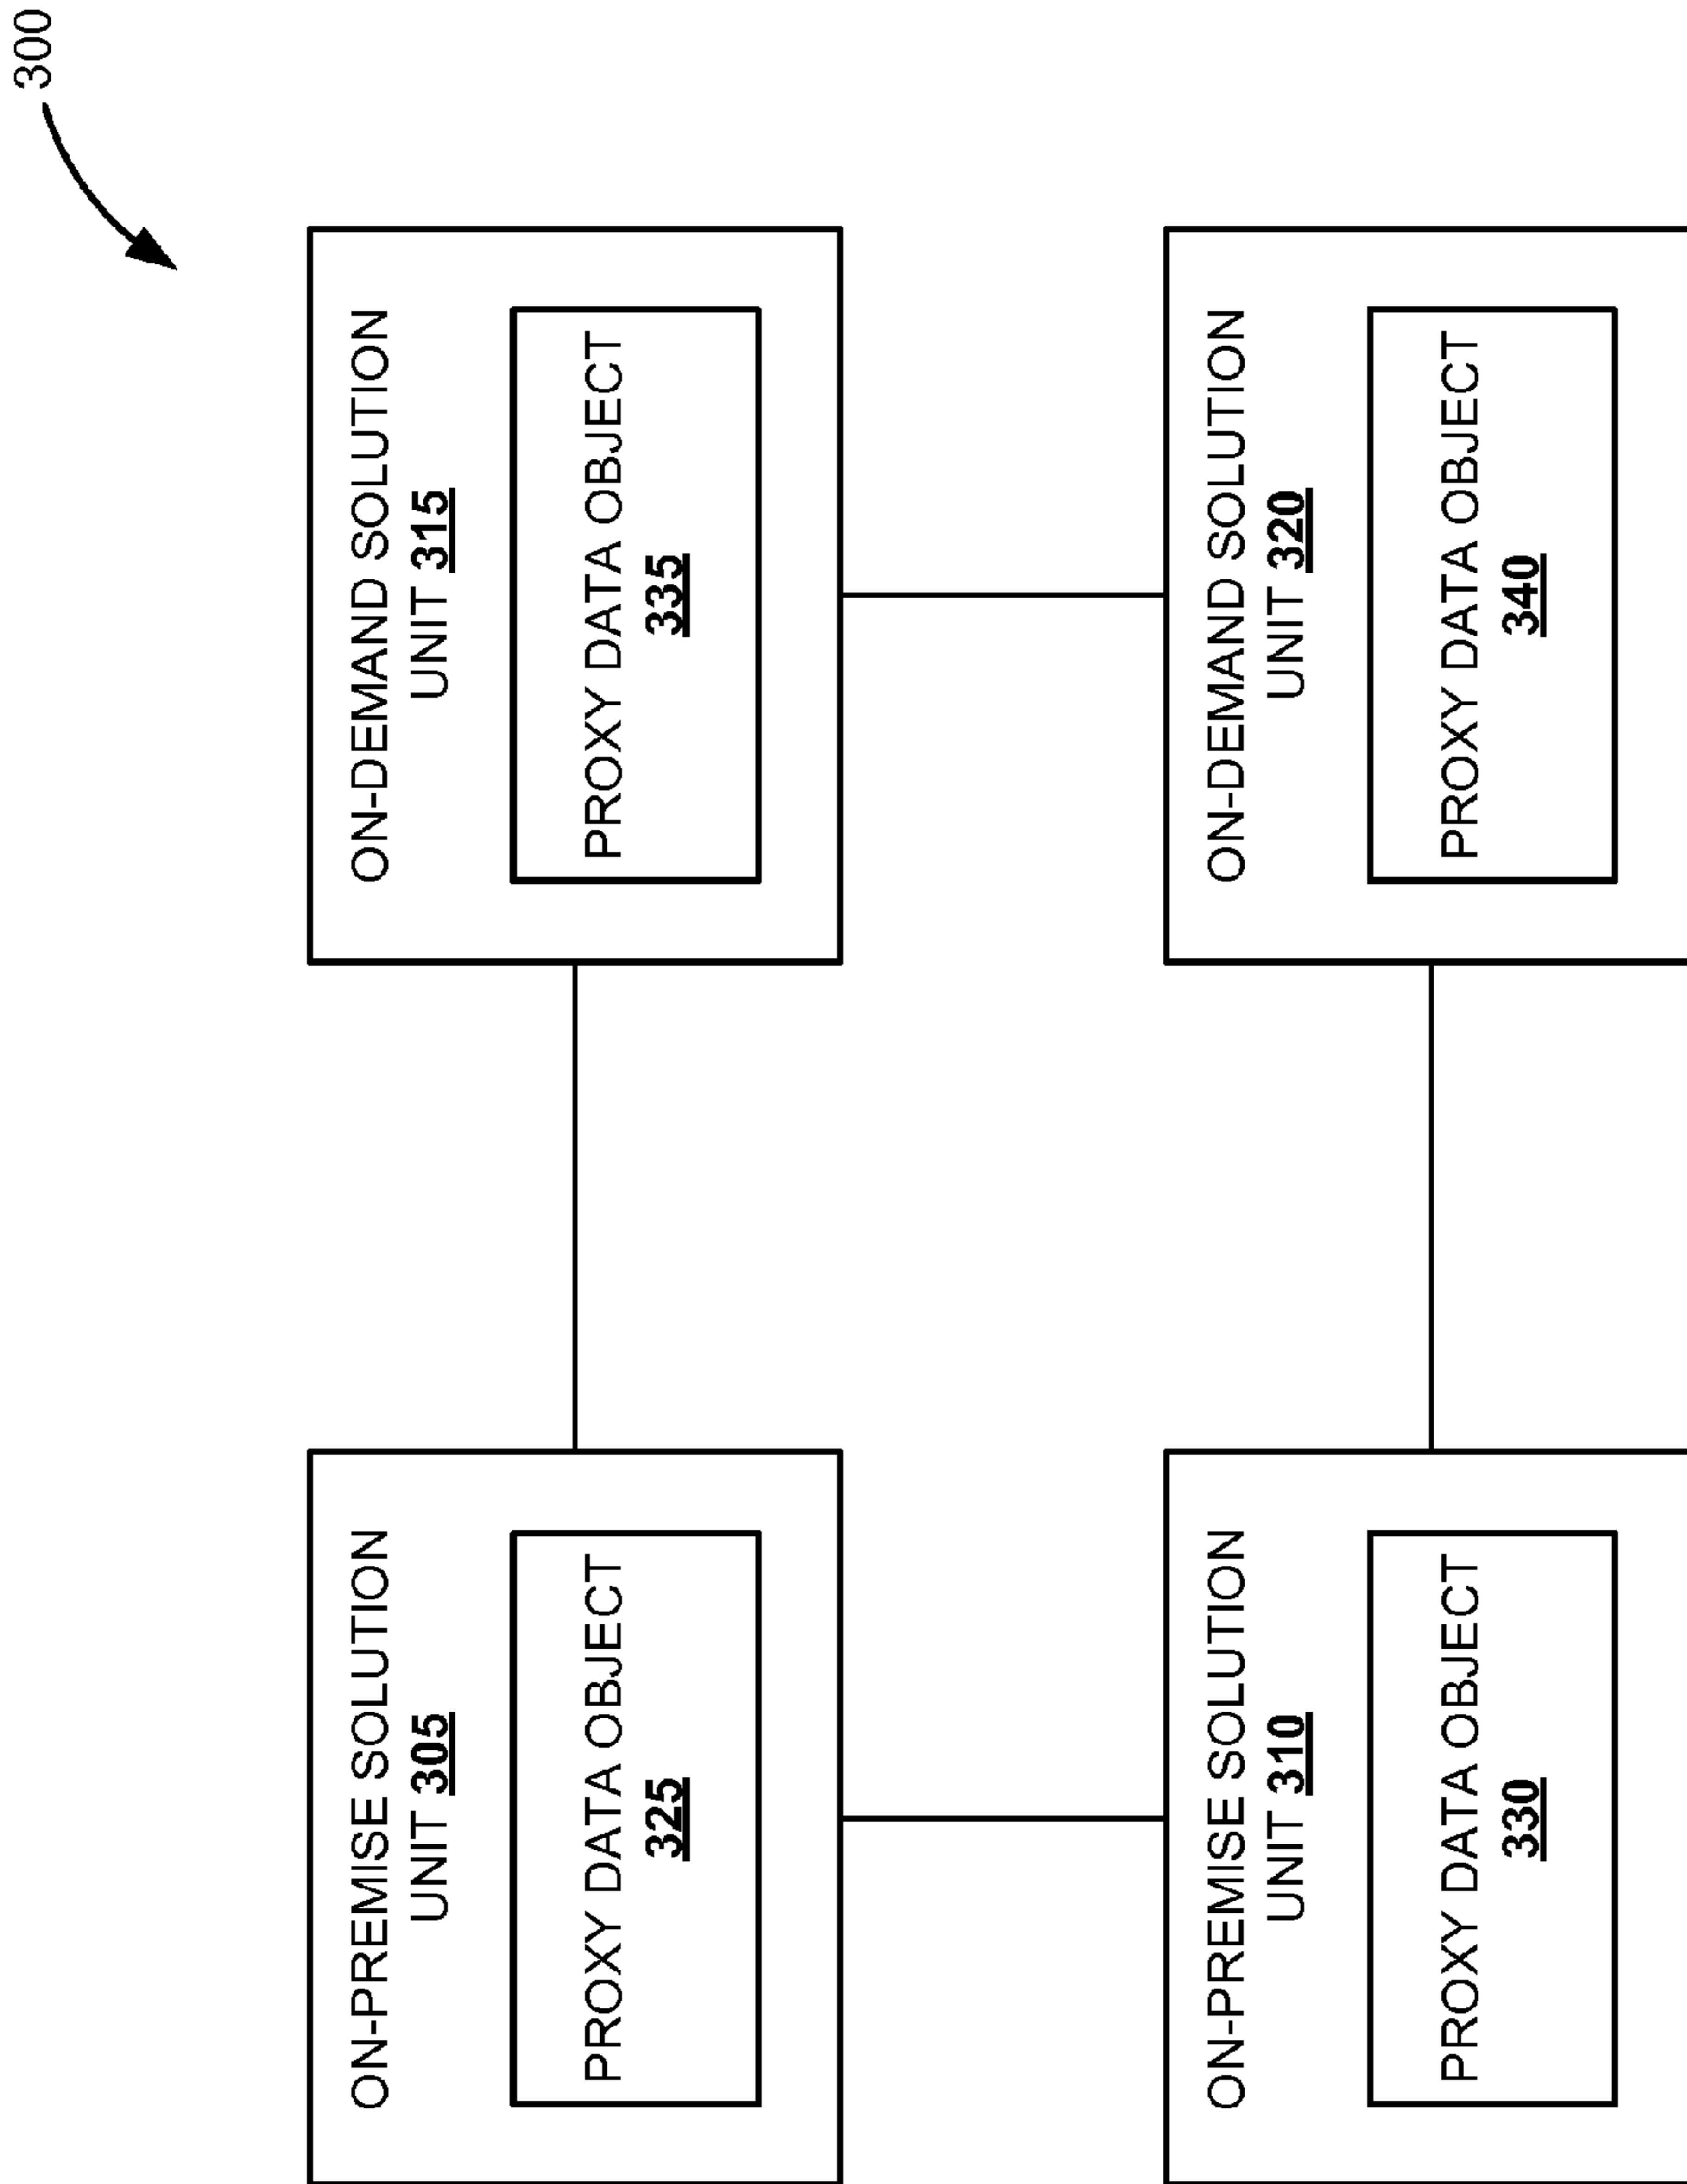 300
ON-PREMISE SOLUTION
UNIT 305
PROXY DATA OBJECT
325
ON-DEMAND SOLUTION
UNIT 315
PROXY DATA OBJECT
335
ON-PREMISE SOLUTION
UNIT 310
PROXY DATA OBJECT
330
ON-DEMAND SOLUTION
UNIT 320
PROXY DATA OBJECT
340